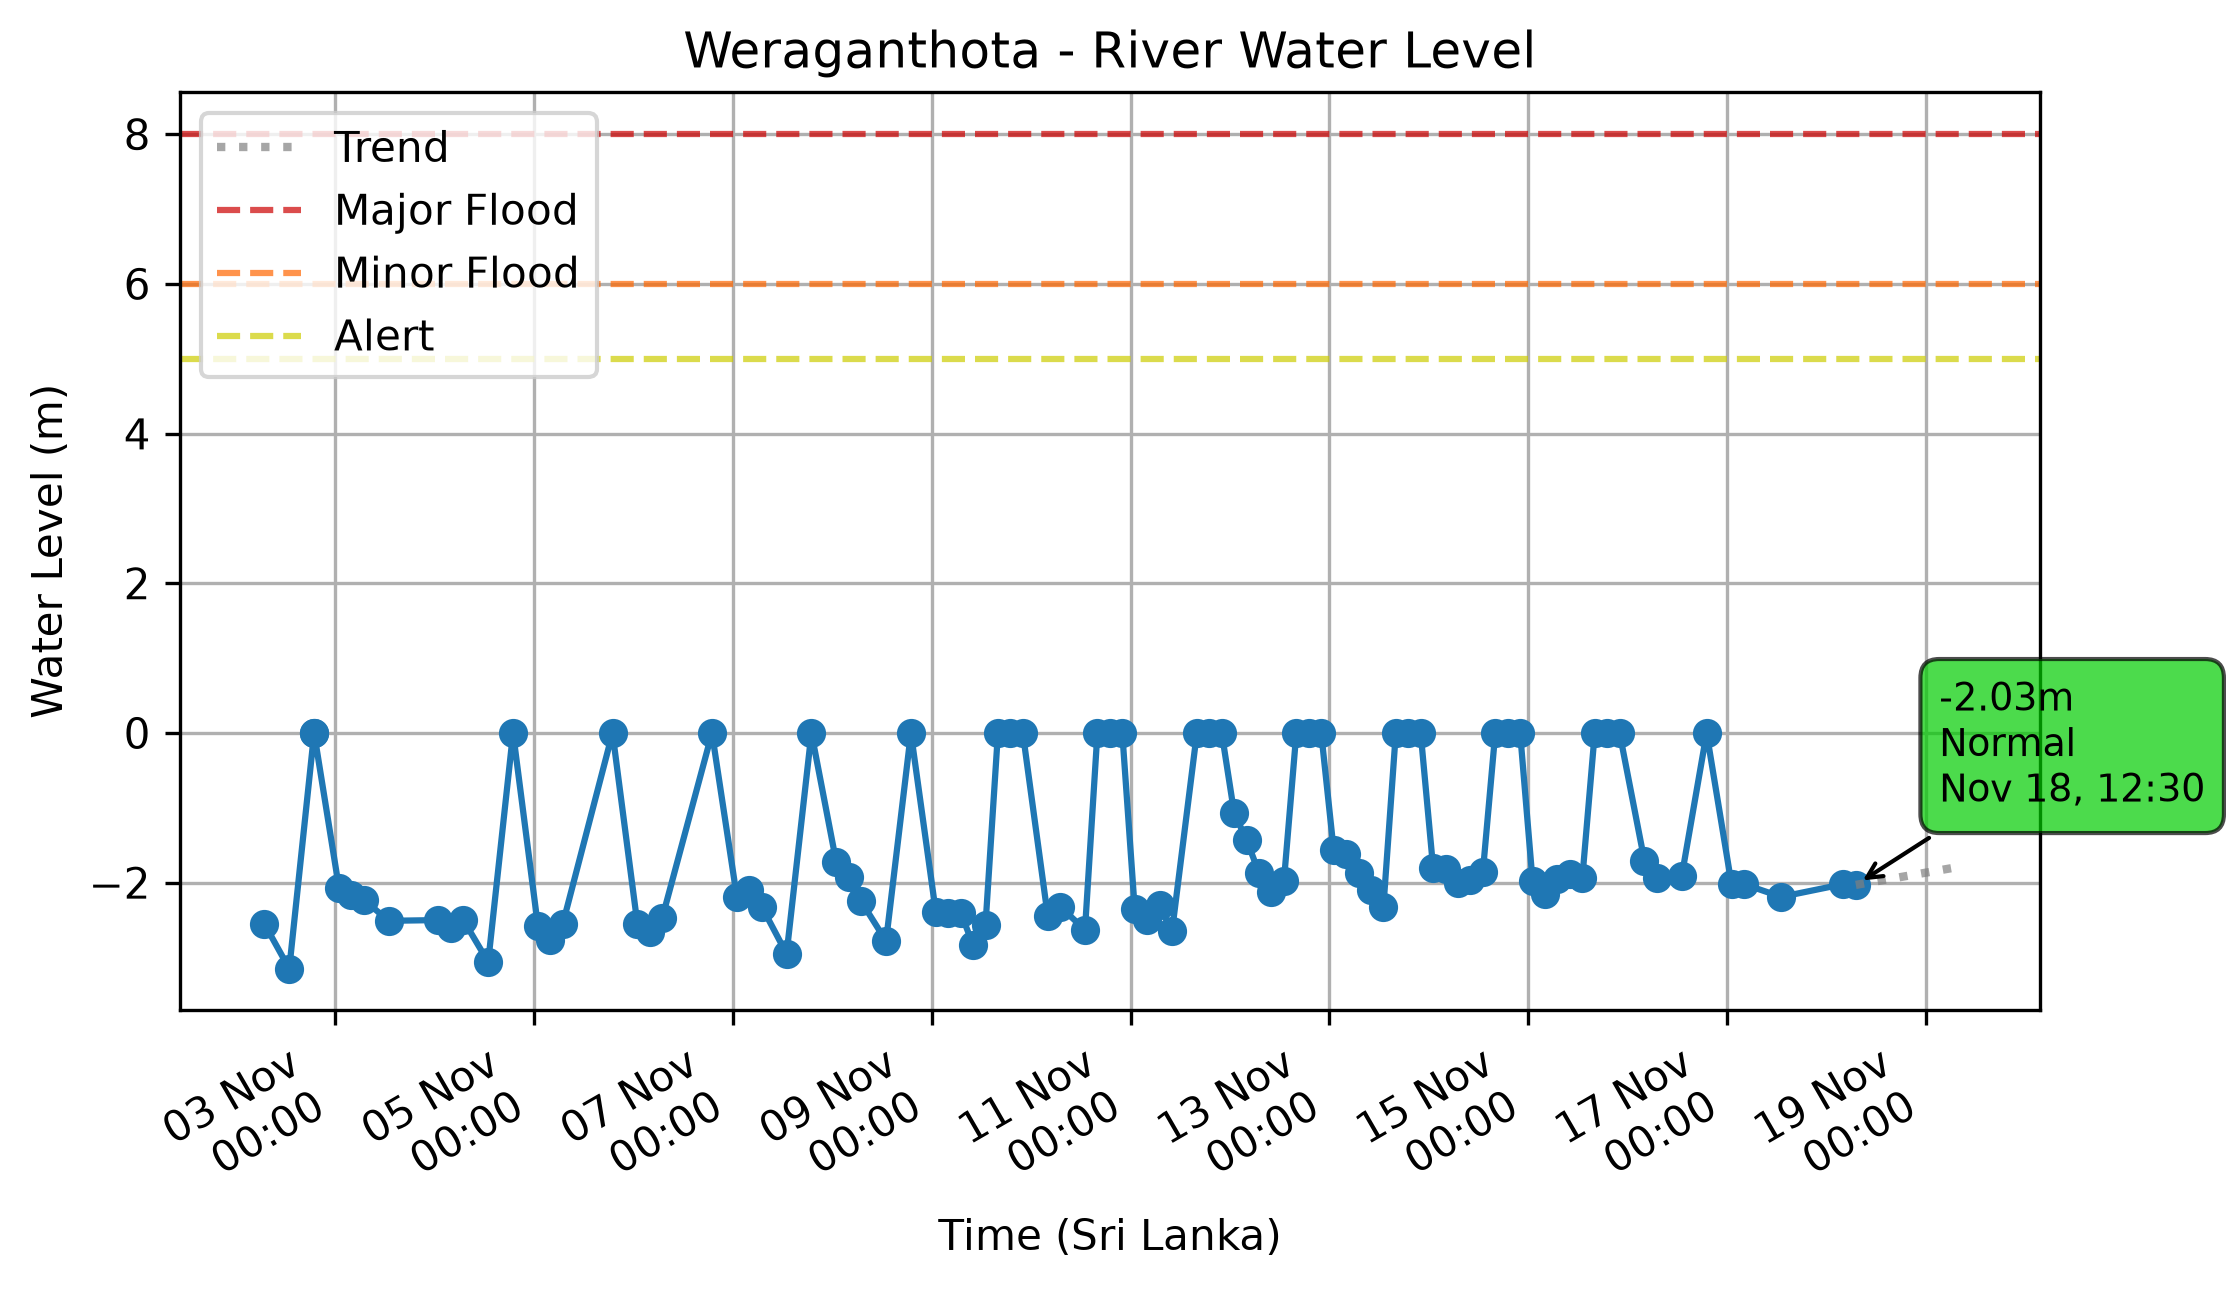 Weraganthota - River Water Level
Trend
Major Flood
Minor Flood
Alert
Water Level (m)
8
6
4
2
0
−2
-2.03m
Normal
Nov 18, 12:30
03 Nov
00:00
05 Nov
00:00
07 Nov
00:00
09 Nov
00:00
11 Nov
00:00
13 Nov
00:00
15 Nov
00:00
17 Nov
00:00
19 Nov
00:00
Time (Sri Lanka)